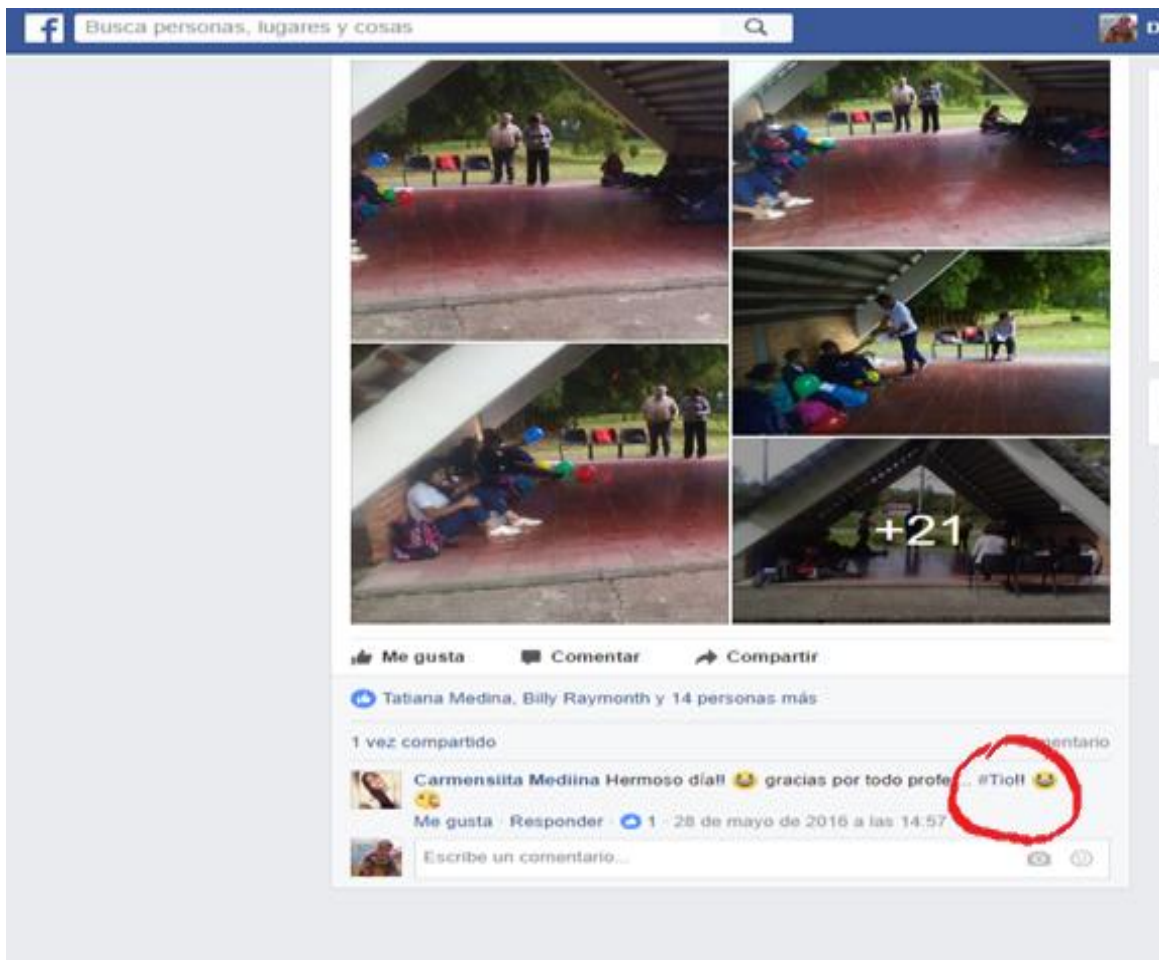 f Busca personas, lugares y cosas D
+21
Me gusta Comentar Compartir
Tatiana Medina, Billy Raymonth y 14 personas más
1 vez compartido mentario
Carmensiita Mediina Hermoso día!! 😂 gracias por todo profe... #Tio!! 😂
😘
Me gusta · Responder · 1 · 28 de mayo de 2016 a las 14:57
Escribe un comentario...